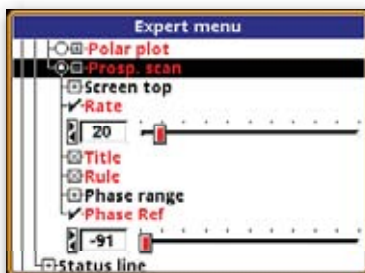 Expert menu
Polar plot
Prosp. scan
Screen top
Rate
20
Title
Rule
Phase range
Phase Ref
-91
Status line